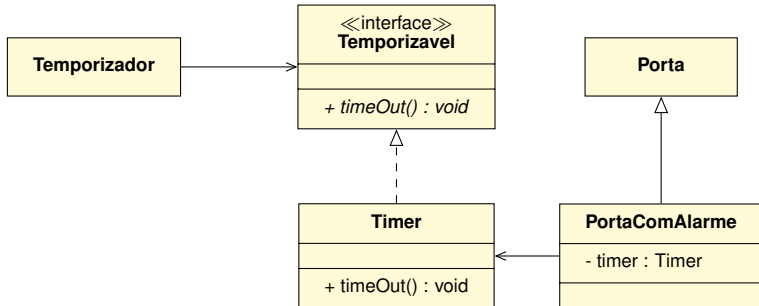 ≪interface≫
Temporizavel
Temporizador
Porta
+ timeOut() : void
Timer
PortaComAlarme
- timer : Timer
+ timeOut() : void